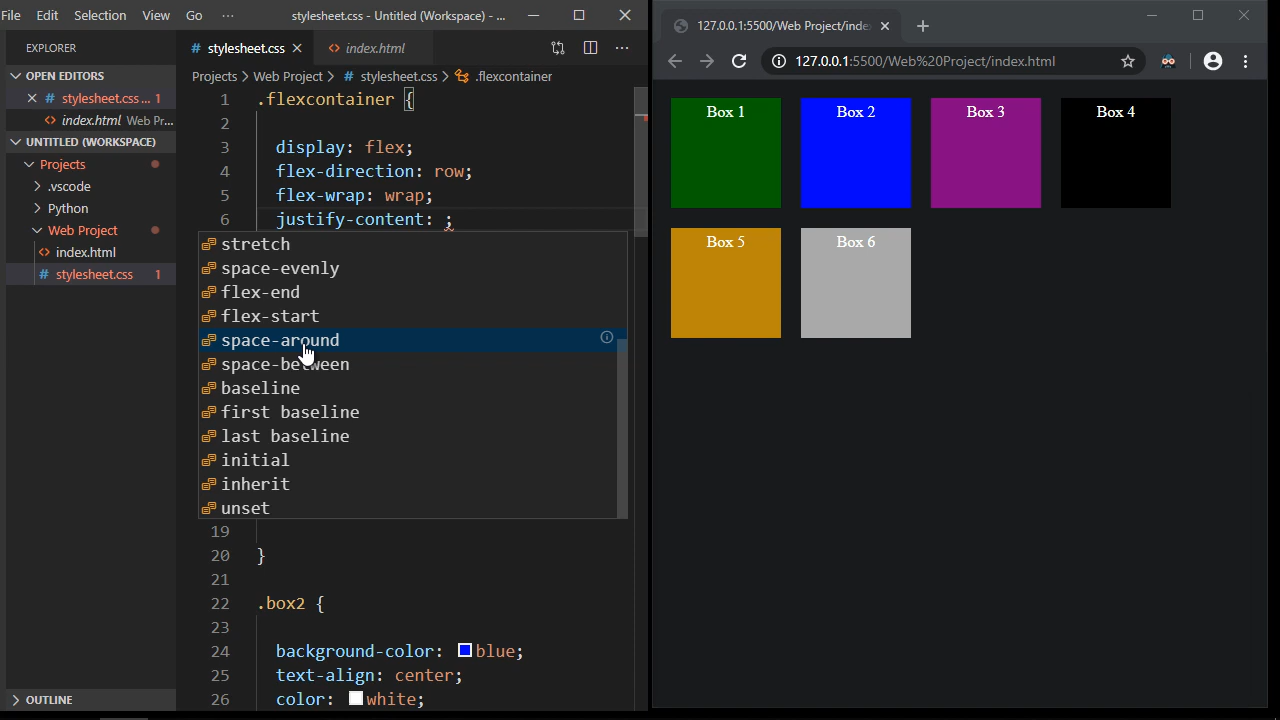 File Edit Selection View Go ··· stylesheet.css - Untitled (Workspace) - ...
EXPLORER
OPEN EDITORS
# stylesheet.css... 1
<> index.html Web Pr...
UNTITLED (WORKSPACE)
Projects
.vscode
Python
Web Project
<> index.html
# stylesheet.css 1
OUTLINE
# stylesheet.css <> index.html ···
Projects > Web Project > # stylesheet.css > .flexcontainer
1 .flexcontainer {
2
3 display: flex;
4 flex-direction: row;
5 flex-wrap: wrap;
6 justify-content: ;
stretch
space-evenly
flex-end
flex-start
space-around
space-between
baseline
first baseline
last baseline
initial
inherit
unset
19
20 }
21
22 .box2 {
23
24 background-color: blue;
25 text-align: center;
26 color: white;
127.0.0.1:5500/Web Project/inde
127.0.0.1:5500/Web%20Project/index.html
Box 1 Box 2 Box 3 Box 4
Box 5 Box 6